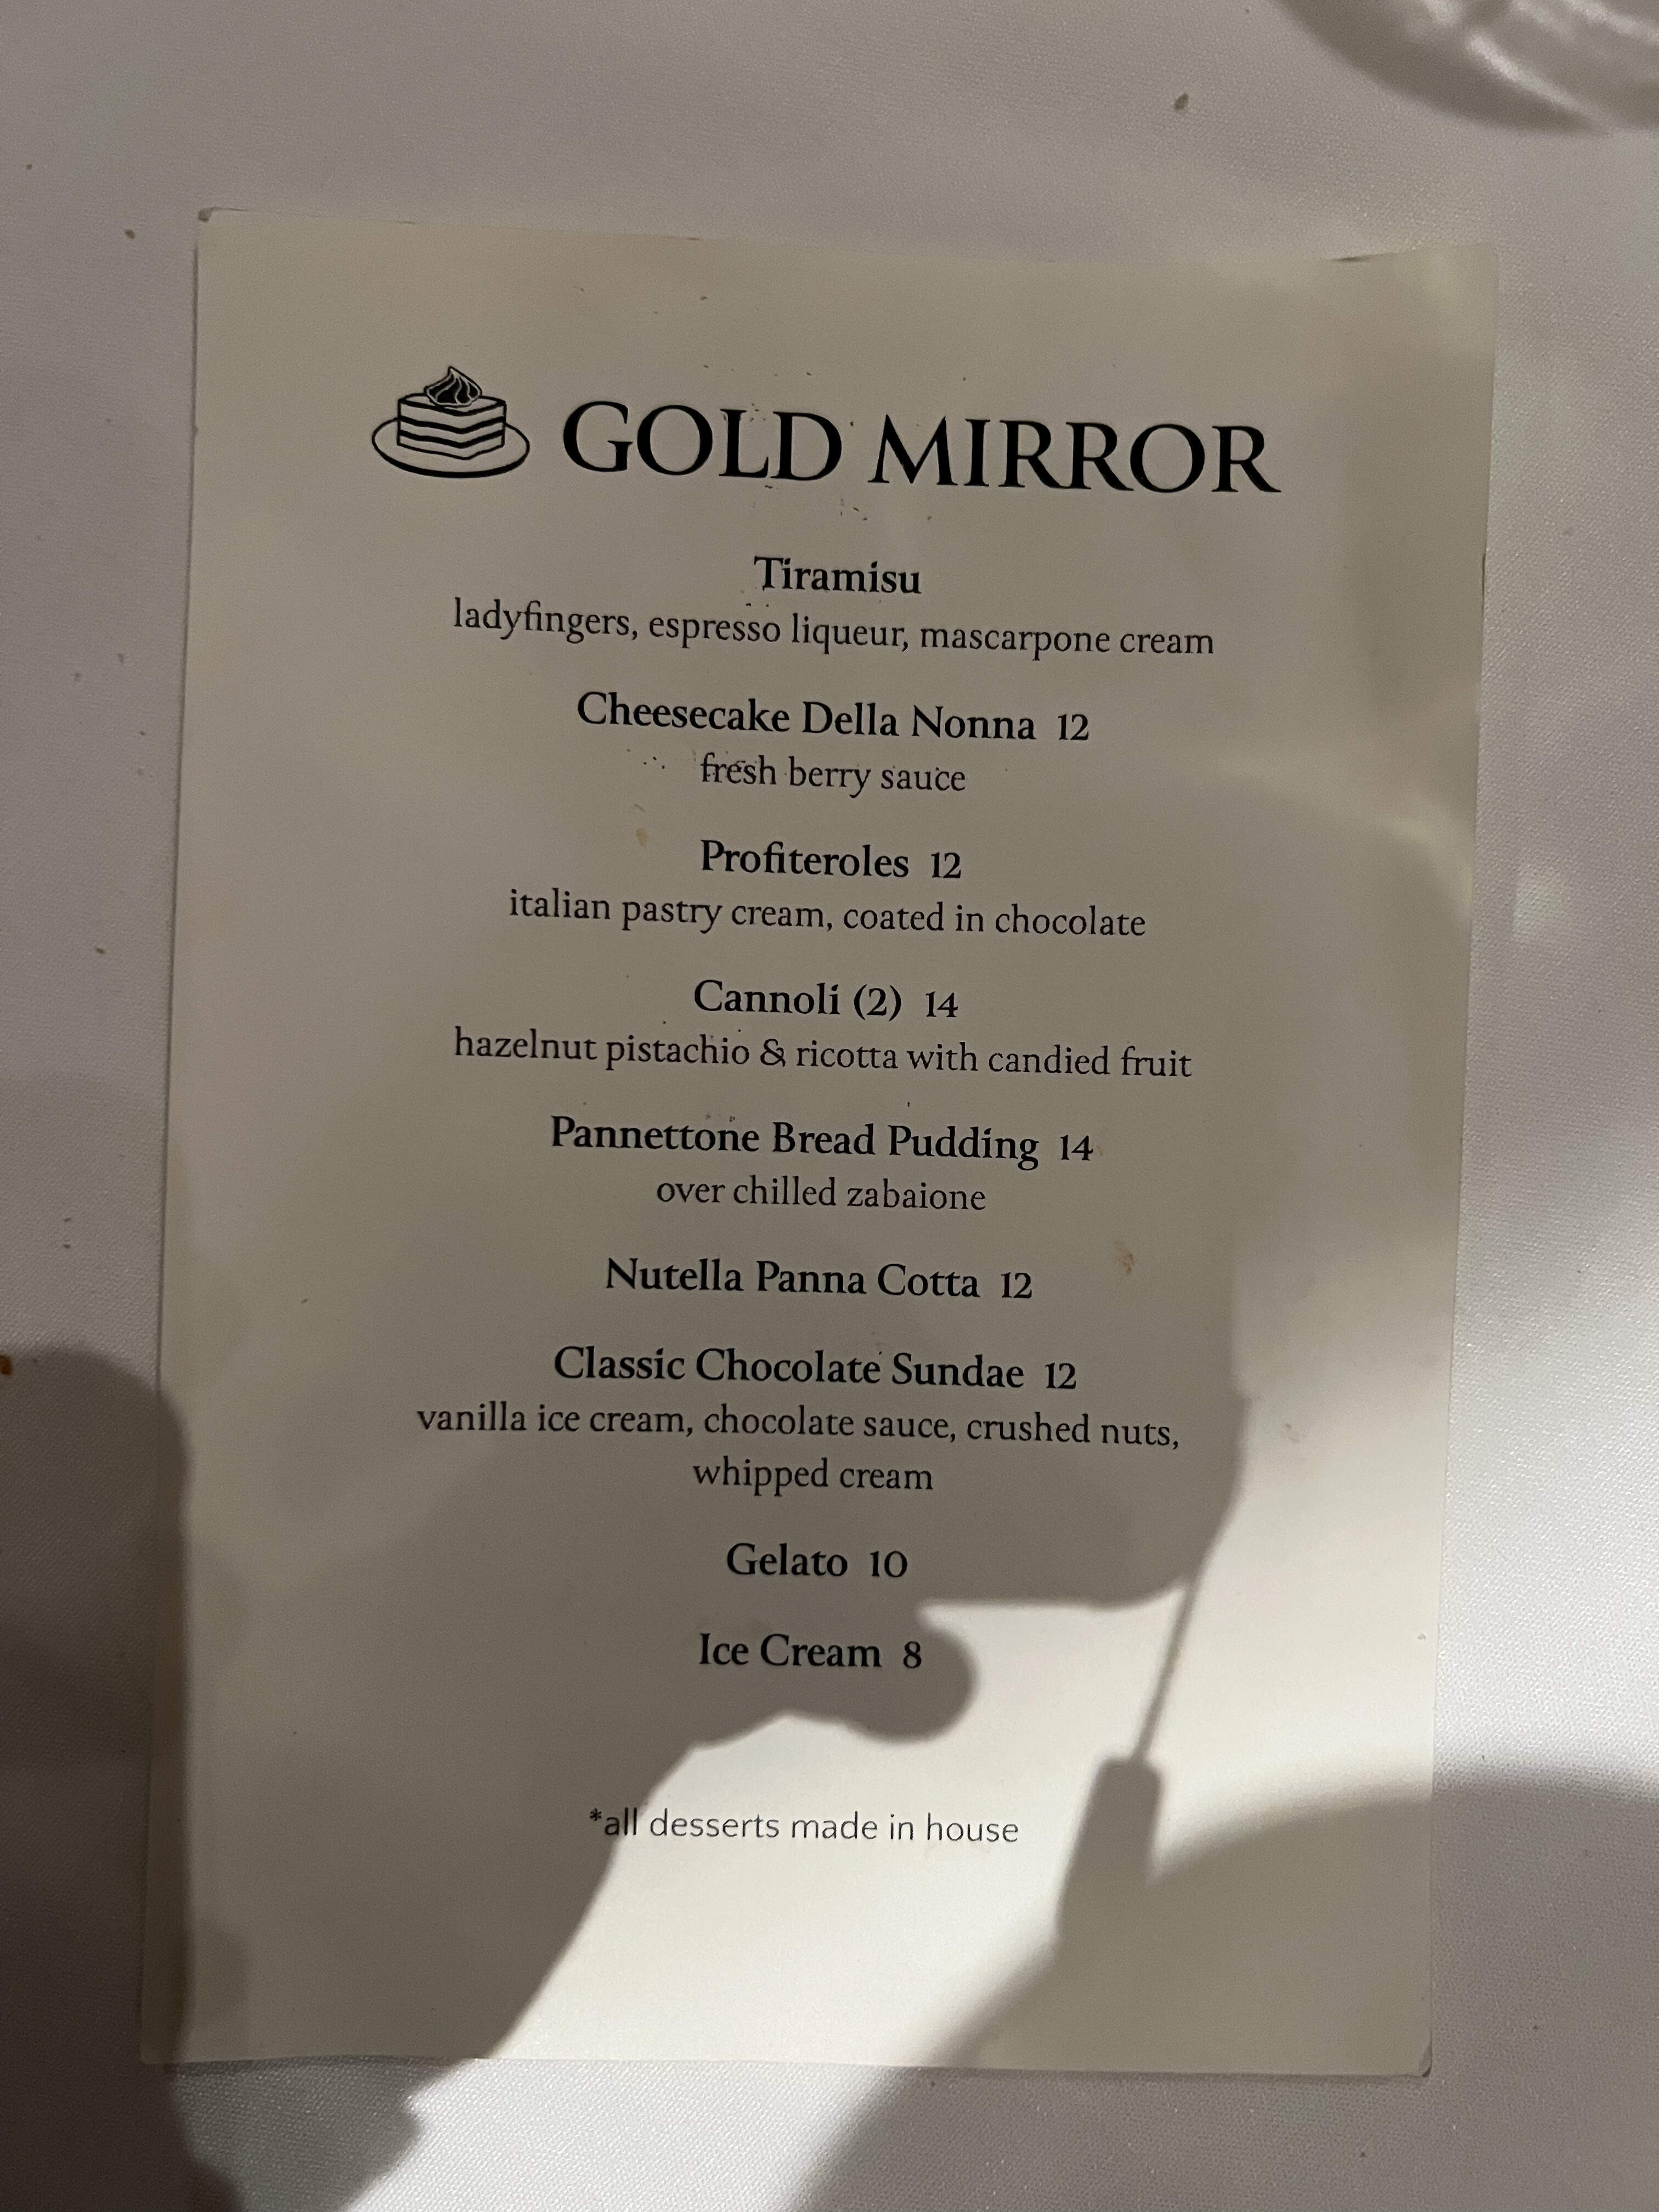 GOLD MIRROR
Tiramisu
ladyfingers, espresso liqueur, mascarpone cream
Cheesecake Della Nonna 12
fresh berry sauce
Profiteroles 12
italian pastry cream, coated in chocolate
Cannoli (2) 14
hazelnut pistachio & ricotta with candied fruit
Pannettone Bread Pudding 14
over chilled zabaione
Nutella Panna Cotta 12
Classic Chocolate Sundae 12
vanilla ice cream, chocolate sauce, crushed nuts,
whipped cream
Gelato 10
Ice Cream 8
*all desserts made in house